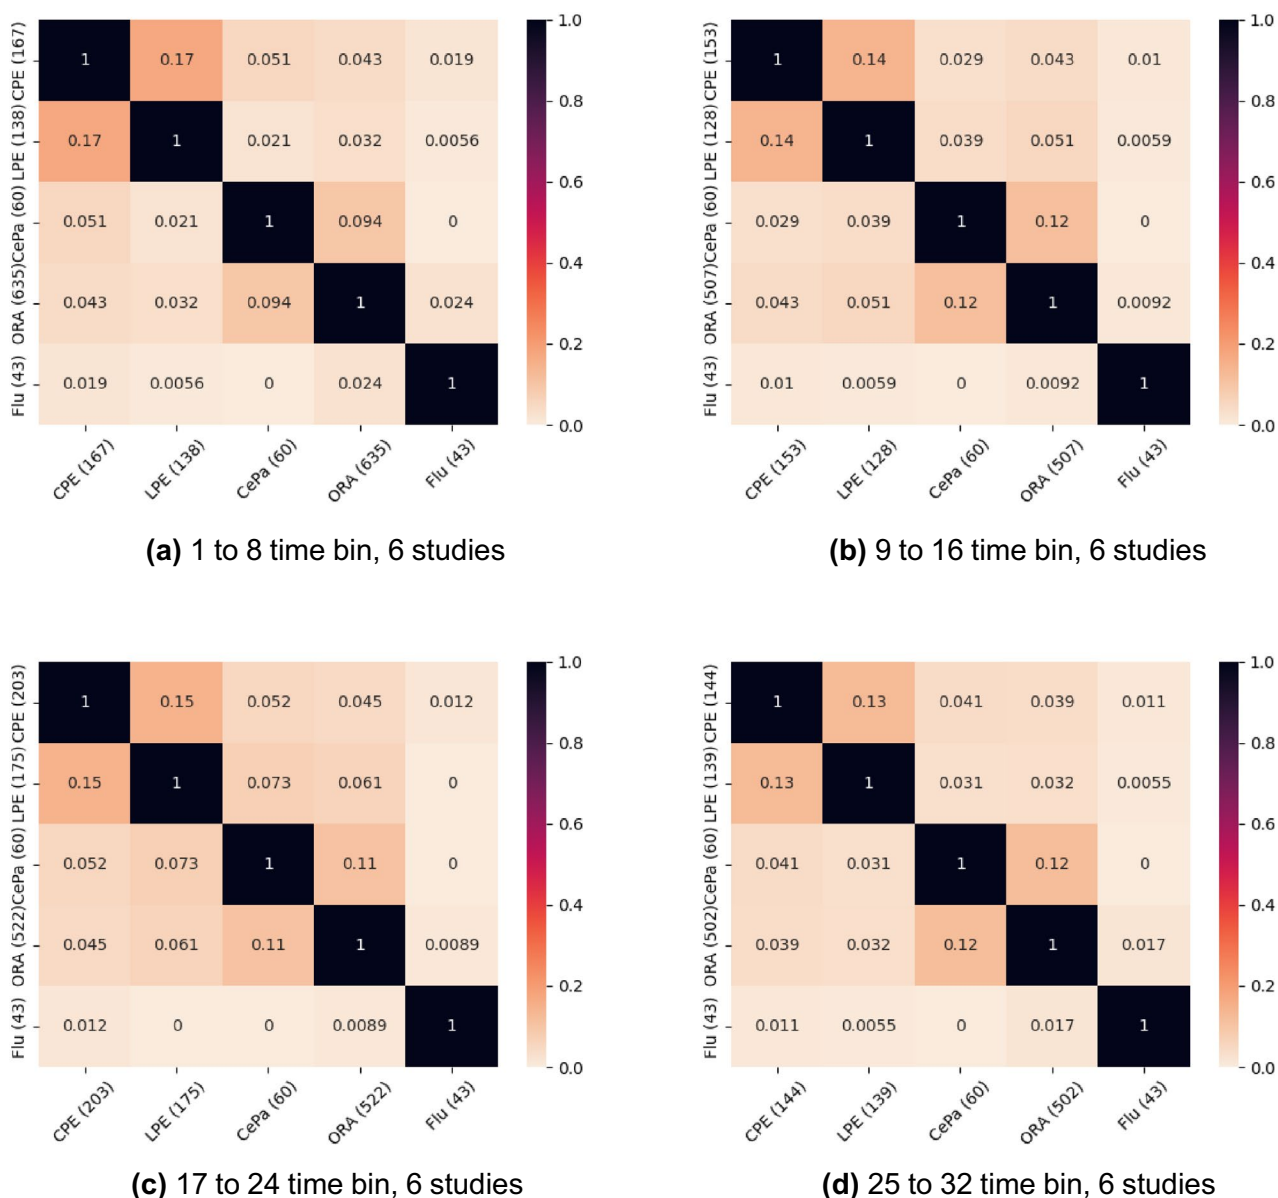 CPE (167)
1 0.17 0.051 0.043 0.019
LPE (138)
0.17 1 0.021 0.032 0.0056
CePa (60)
0.051 0.021 1 0.094 0
ORA (635)
0.043 0.032 0.094 1 0.024
Flu (43)
0.019 0.0056 0 0.024 1
CPE (167) LPE (138) CePa (60) ORA (635) Flu (43)
1.0
0.8
0.6
0.4
0.2
0.0
(a) 1 to 8 time bin, 6 studies
CPE (153)
1 0.14 0.029 0.043 0.01
LPE (128)
0.14 1 0.039 0.051 0.0059
CePa (60)
0.029 0.039 1 0.12 0
ORA (507)
0.043 0.051 0.12 1 0.0092
Flu (43)
0.01 0.0059 0 0.0092 1
CPE (153) LPE (128) CePa (60) ORA (507) Flu (43)
1.0
0.8
0.6
0.4
0.2
0.0
(b) 9 to 16 time bin, 6 studies
CPE (203)
1 0.15 0.052 0.045 0.012
LPE (175)
0.15 1 0.073 0.061 0
CePa (60)
0.052 0.073 1 0.11 0
ORA (522)
0.045 0.061 0.11 1 0.0089
Flu (43)
0.012 0 0 0.0089 1
CPE (203) LPE (175) CePa (60) ORA (522) Flu (43)
1.0
0.8
0.6
0.4
0.2
0.0
(c) 17 to 24 time bin, 6 studies
CPE (144)
1 0.13 0.041 0.039 0.011
LPE (139)
0.13 1 0.031 0.032 0.0055
CePa (60)
0.041 0.031 1 0.12 0
ORA (502)
0.039 0.032 0.12 1 0.017
Flu (43)
0.011 0.0055 0 0.017 1
CPE (144) LPE (139) CePa (60) ORA (502) Flu (43)
1.0
0.8
0.6
0.4
0.2
0.0
(d) 25 to 32 time bin, 6 studies